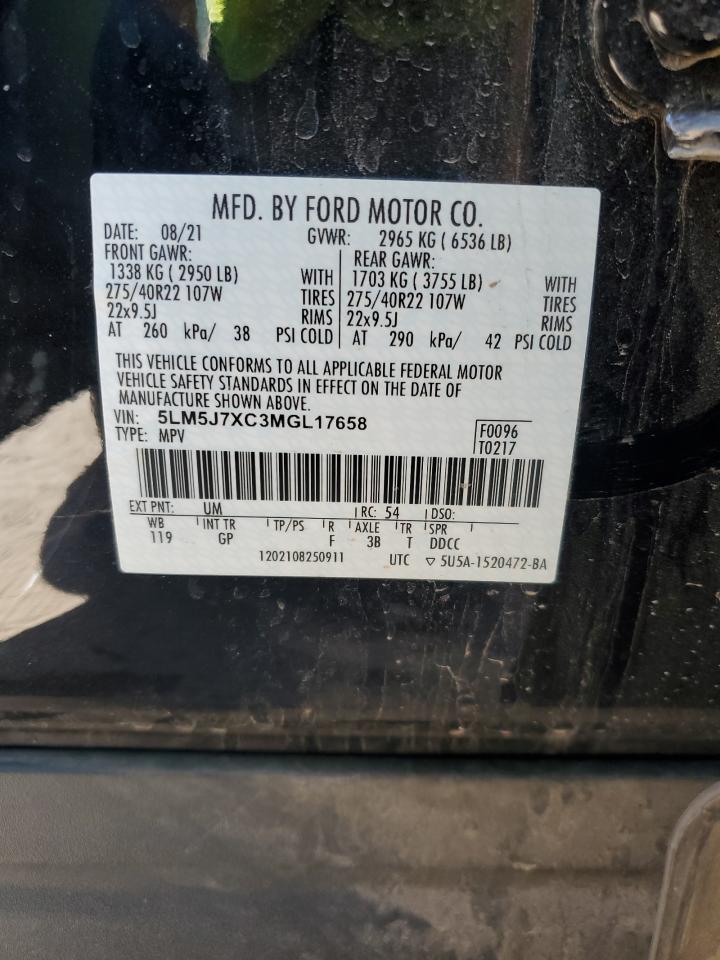 MFD. BY FORD MOTOR CO.
DATE: 08/21 GVWR: 2965 KG ( 6536 LB)
FRONT GAWR: REAR GAWR:
1338 KG ( 2950 LB) WITH 1703 KG ( 3755 LB) WITH
275/40R22 107W TIRES 275/40R22 107W TIRES
22x9.5J RIMS 22x9.5J RIMS
AT 260 kPa/ 38 PSI COLD AT 290 kPa/ 42 PSI COLD
THIS VEHICLE CONFORMS TO ALL APPLICABLE FEDERAL MOTOR
VEHICLE SAFETY STANDARDS IN EFFECT ON THE DATE OF
MANUFACTURE SHOWN ABOVE.
VIN: 5LM5J7XC3MGL17658 F0096
TYPE: MPV T0217
EXT PNT: UM RC: 54 DSO:
WB INT TR TP/PS R AXLE TR SPR
119 GP F 3B T DDCC
1202108250911 UTC ▽ 5U5A-1520472-BA